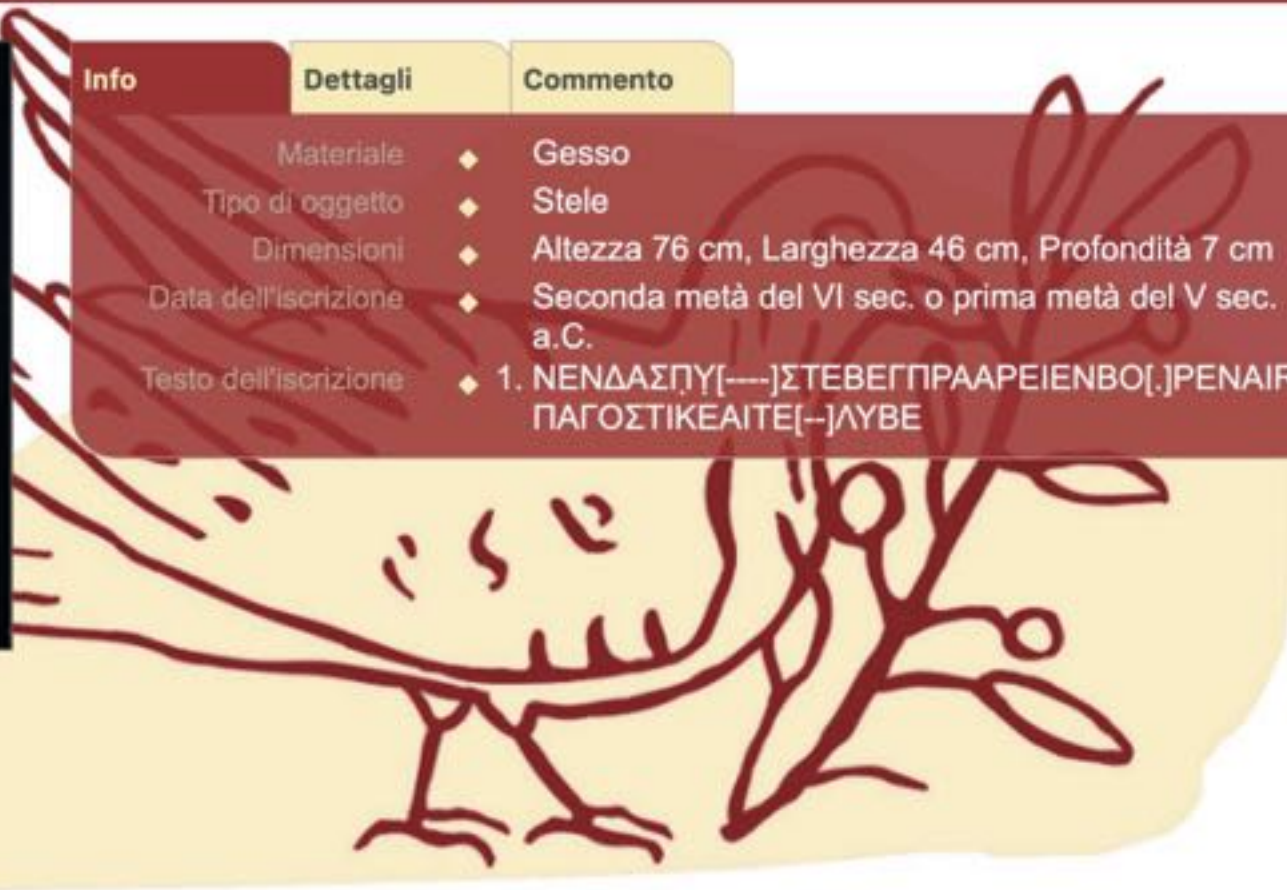 Info Dettagli Commento
Materiale ◆ Gesso
Tipo di oggetto ◆ Stele
Dimensioni ◆ Altezza 76 cm, Larghezza 46 cm, Profondità 7 cm
Data dell'iscrizione ◆ Seconda metà del VI sec. o prima metà del V sec.
a.C.
Testo dell'iscrizione ◆ 1. ΝΕΝΔΑΣΠ̣Υ̣[----]ΣΤΕΒΕΓΠΡΑΑΡΕΙΕΝΒΟ[.]ΡΕΝΑΙΡ
ΠΑΓΟΣΤΙΚΕΑΙΤΕ[--]ΛΥΒΕ